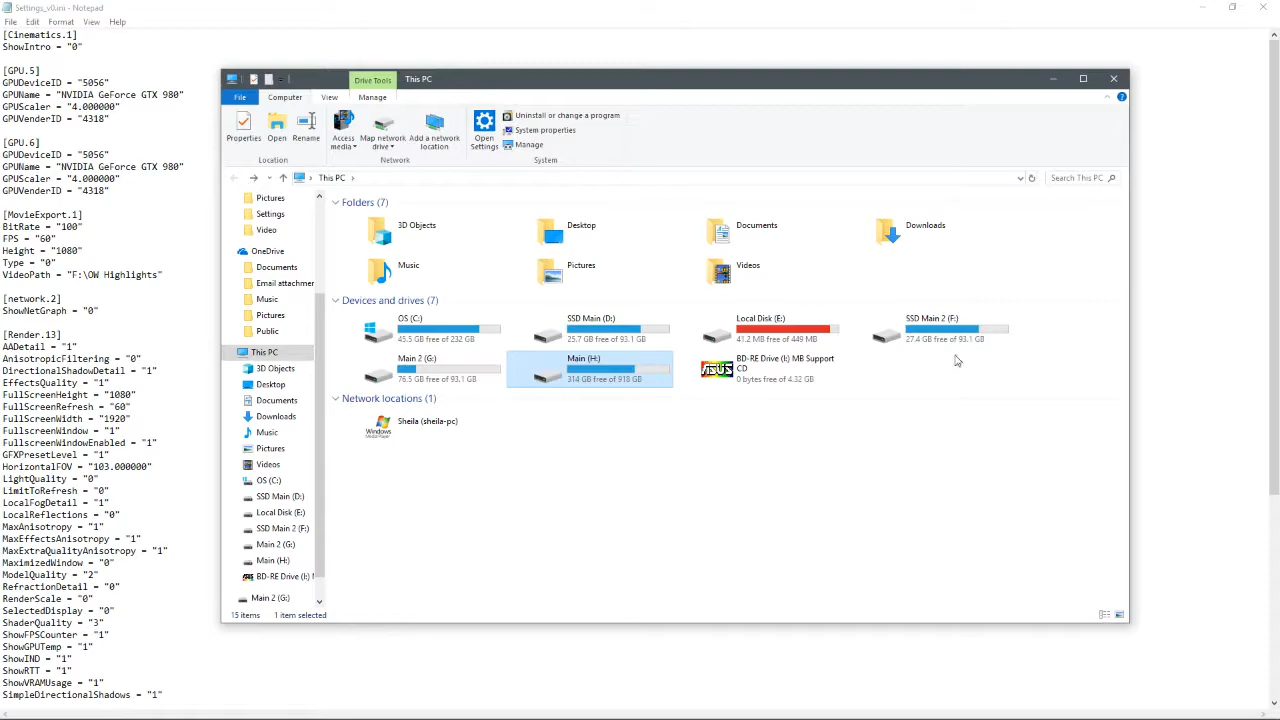 Settings_v0.ini - Notepad
File Edit Format View Help
[Cinematics.1]
ShowIntro = "0"
[GPU.5]
GPUDeviceID = "5056"
GPUName = "NVIDIA GeForce GTX 980"
GPUScaler = "4.000000"
GPUVenderID = "4318"
[GPU.6]
GPUDeviceID = "5056"
GPUName = "NVIDIA GeForce GTX 980"
GPUScaler = "4.000000"
GPUVenderID = "4318"
[MovieExport.1]
BitRate = "100"
FPS = "60"
Height = "1080"
Type = "0"
VideoPath = "F:\OW Highlights"
[network.2]
ShowNetGraph = "0"
[Render.13]
AADetail = "1"
AnisotropicFiltering = "0"
DirectionalShadowDetail = "1"
EffectsQuality = "1"
FullScreenHeight = "1080"
FullScreenRefresh = "60"
FullScreenWidth = "1920"
FullscreenWindow = "1"
FullscreenWindowEnabled = "1"
GFXPresetLevel = "1"
HorizontalFOV = "103.000000"
LightQuality = "0"
LimitToRefresh = "0"
LocalFogDetail = "1"
LocalReflections = "0"
MaxAnisotropy = "1"
MaxEffectsAnisotropy = "1"
MaxExtraQualityAnisotropy = "1"
MaximizedWindow = "0"
ModelQuality = "2"
RefractionDetail = "0"
RenderScale = "0"
SelectedDisplay = "0"
ShaderQuality = "3"
ShowFPSCounter = "1"
ShowGPUTemp = "1"
ShowIND = "1"
ShowRTT = "1"
ShowVRAMUsage = "1"
SimpleDirectionalShadows = "1"
Drive Tools This PC
File Computer View Manage
Properties Open Rename
Location
Access media
Map network drive
Add a network location
Network
Open Settings
Uninstall or change a program
System properties
Manage
System
This PC
Search This PC
Pictures
Settings
Video
OneDrive
Documents
Email attachmer
Music
Pictures
Public
This PC
3D Objects
Desktop
Documents
Downloads
Music
Pictures
Videos
OS (C:)
SSD Main (D:)
Local Disk (E:)
SSD Main 2 (F:)
Main 2 (G:)
Main (H:)
BD-RE Drive (I:) M
Main 2 (G:)
Folders (7)
3D Objects Desktop Documents Downloads
Music Pictures Videos
Devices and drives (7)
OS (C:)
45.5 GB free of 232 GB
SSD Main (D:)
25.7 GB free of 93.1 GB
Local Disk (E:)
41.2 MB free of 449 MB
SSD Main 2 (F:)
27.4 GB free of 93.1 GB
Main 2 (G:)
76.5 GB free of 93.1 GB
Main (H:)
314 GB free of 918 GB
ASUS
BD-RE Drive (I:) MB Support
CD
0 bytes free of 4.32 GB
Network locations (1)
Sheila (sheila-pc)
15 items 1 item selected